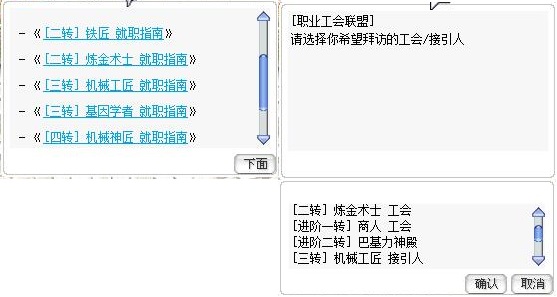 - 《[二转] 铁匠 就职指南》
- 《[二转] 炼金术士 就职指南》
- 《[三转] 机械工匠 就职指南》
- 《[三转] 基因学者 就职指南》
- 《[四转] 机械神匠 就职指南》
下面
[职业工会联盟]
请选择你希望拜访的工会/接引人
[二转] 炼金术士 工会
[进阶一转] 商人 工会
[进阶二转] 巴基力神殿
[三转] 机械工匠 接引人
确认
取消